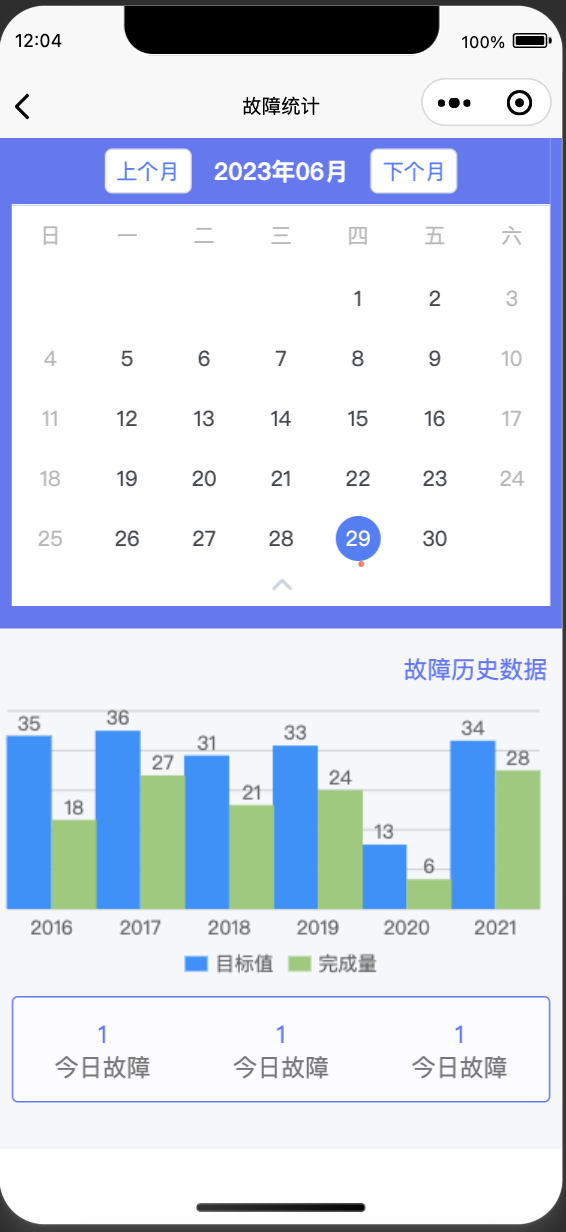 12:04 100%
故障统计
上个月 2023年06月 下个月
日 一 二 三 四 五 六
1 2 3
4 5 6 7 8 9 10
11 12 13 14 15 16 17
18 19 20 21 22 23 24
25 26 27 28 29 30
故障历史数据
35 18 36 27 31 21 33 24 13 6 34 28
2016 2017 2018 2019 2020 2021
目标值 完成量
1 1 1
今日故障 今日故障 今日故障